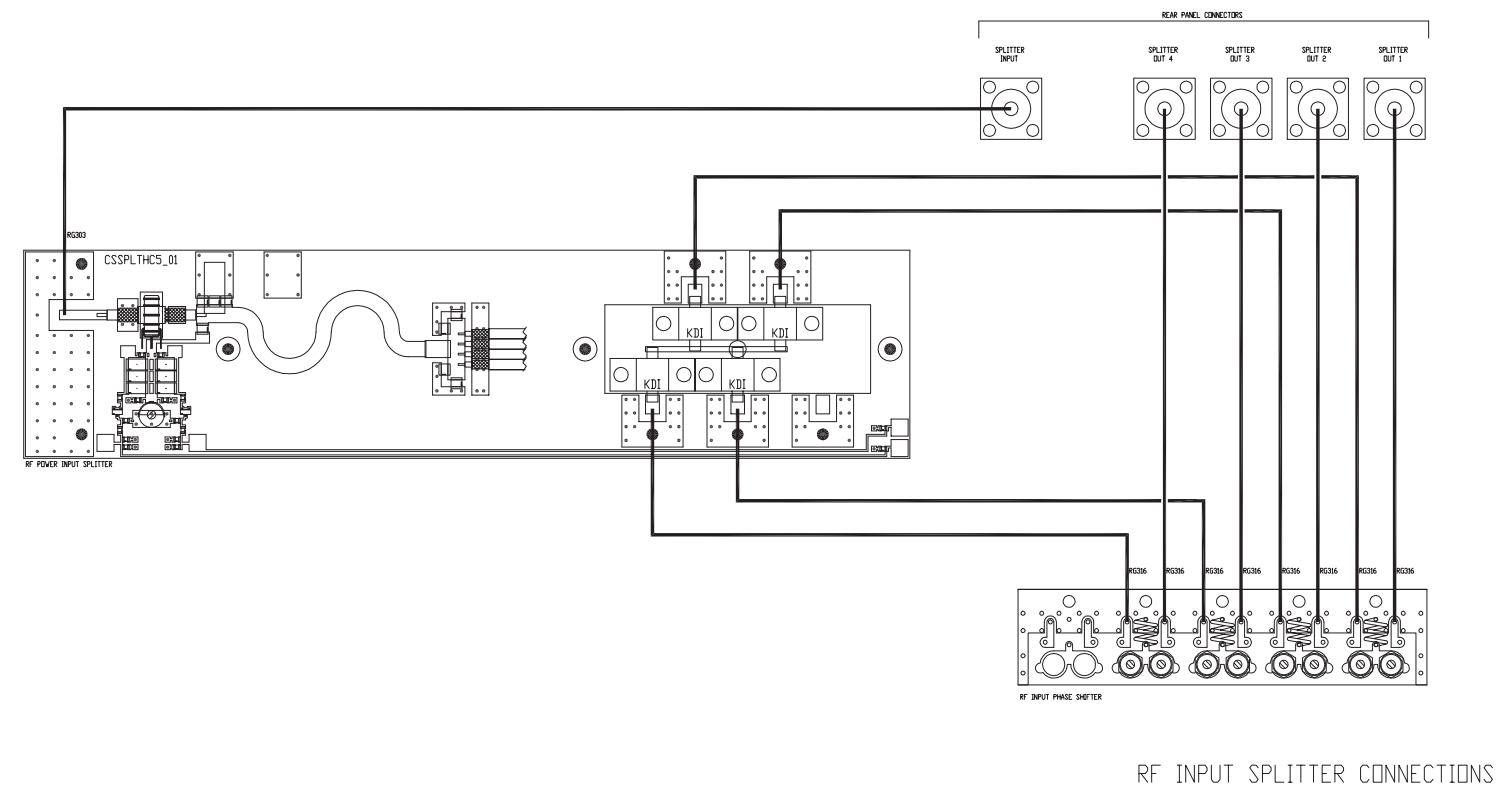 REAR PANEL CONNECTORS
SPLITTER
INPUT
SPLITTER
OUT 4
SPLITTER
OUT 3
SPLITTER
OUT 2
SPLITTER
OUT 1
RG303
CSSPLTHC5_01
KDI
KDI
KDI
KDI
RF POWER INPUT SPLITTER
RG316
RG316
RG316
RG316
RG316
RG316
RG316
RG316
RF INPUT PHASE SHIFTER
RF INPUT SPLITTER CONNECTIONS